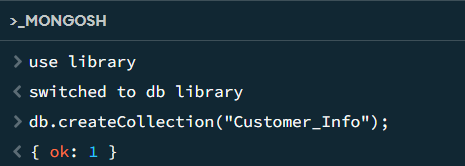 >_MONGOSH
> use library
< switched to db library
> db.createCollection("Customer_Info");
< { ok: 1 }